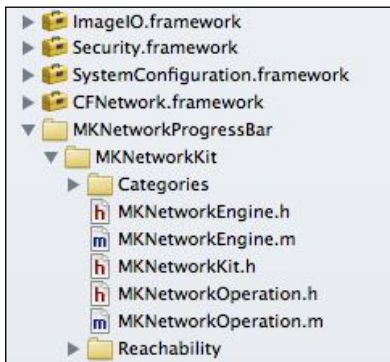 ImageIO.framework
Security.framework
SystemConfiguration.framework
CFNetwork.framework
MKNetworkProgressBar
MKNetworkKit
Categories
h MKNetworkEngine.h
m MKNetworkEngine.m
h MKNetworkKit.h
h MKNetworkOperation.h
m MKNetworkOperation.m
Reachability